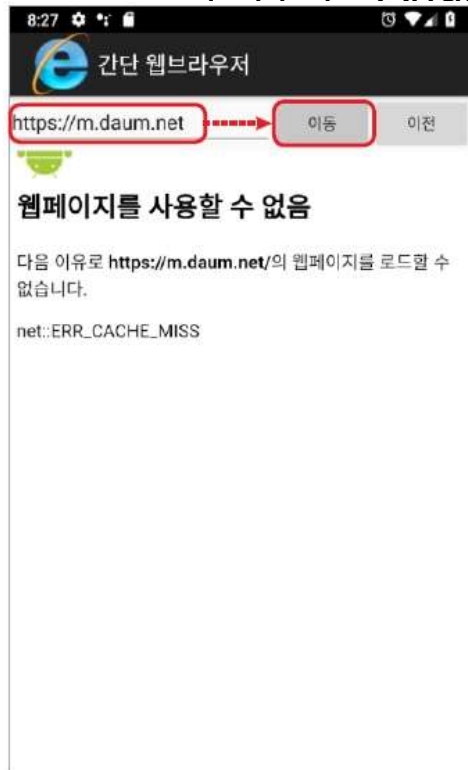 8:27
간단 웹브라우저
https://m.daum.net 이동 이전
웹페이지를 사용할 수 없음
다음 이유로 https://m.daum.net/의 웹페이지를 로드할 수
없습니다.
net::ERR_CACHE_MISS